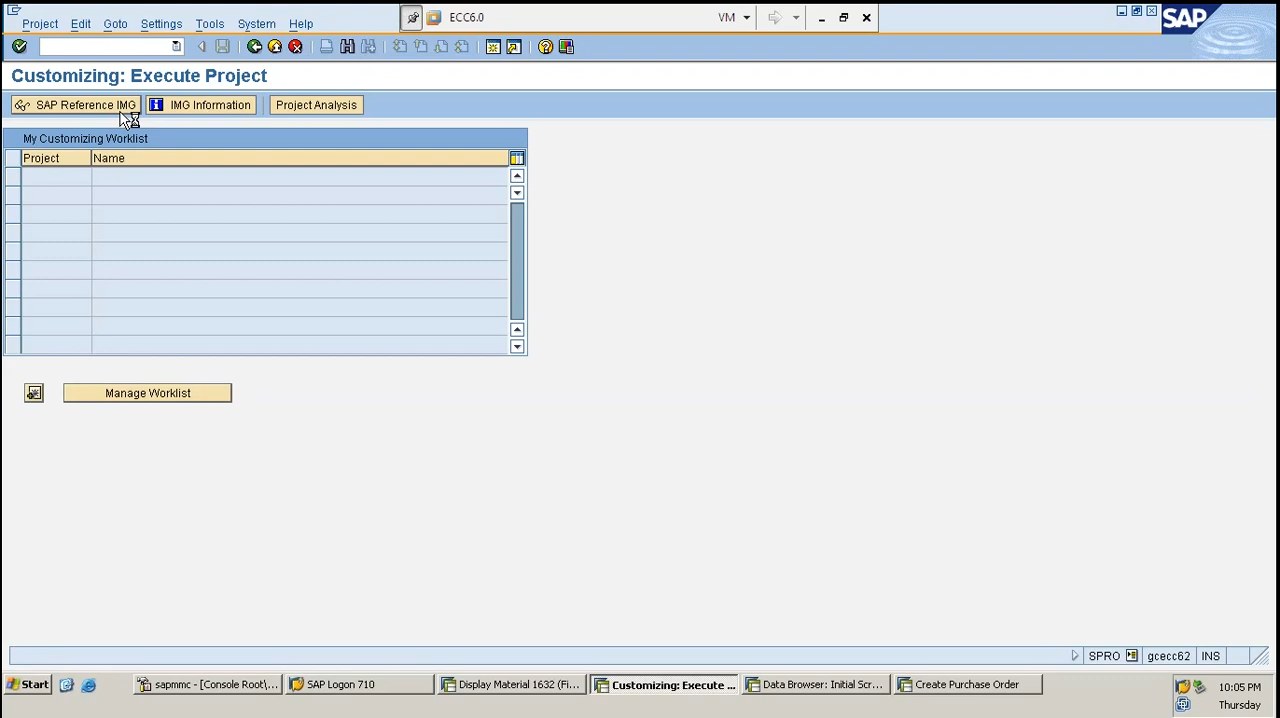 ECC6.0
VM
Project Edit Goto Settings Tools System Help
SAP
Customizing: Execute Project
SAP Reference IMG IMG Information Project Analysis
My Customizing Worklist
Project Name
Manage Worklist
SPRO gcecc62 INS
Start sapmmc - [Console Root\... SAP Logon 710 Display Material 1632 (Fi... Customizing: Execute ... Data Browser: Initial Scr... Create Purchase Order
10:05 PM
Thursday